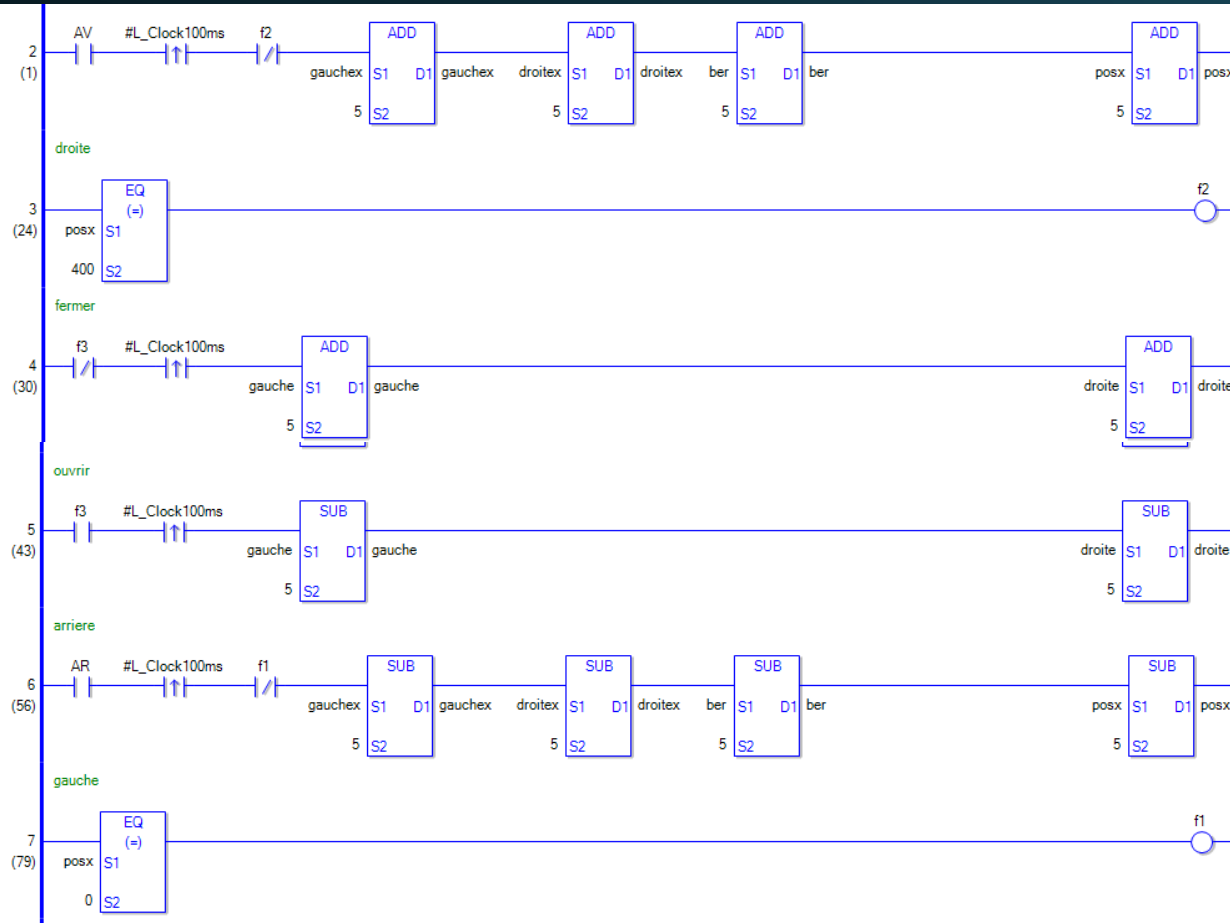 AV #L_Clock100ms f2 ADD ADD ADD ADD
2
(1) gauchex S1 D1 gauchex droitex S1 D1 droitex ber S1 D1 ber posx S1 D1 posx
5 S2 5 S2 5 S2 5 S2
droite
EQ f2
3 (=)
(24) posx S1
400 S2
fermer
f3 #L_Clock100ms ADD ADD
4
(30) gauche S1 D1 gauche droite S1 D1 droite
5 S2 5 S2
ouvrir
f3 #L_Clock100ms SUB SUB
5
(43) gauche S1 D1 gauche droite S1 D1 droite
5 S2 5 S2
arriere
AR #L_Clock100ms f1 SUB SUB SUB SUB
6
(56) gauchex S1 D1 gauchex droitex S1 D1 droitex ber S1 D1 ber posx S1 D1 posx
5 S2 5 S2 5 S2 5 S2
gauche
EQ f1
7 (=)
(79) posx S1
0 S2